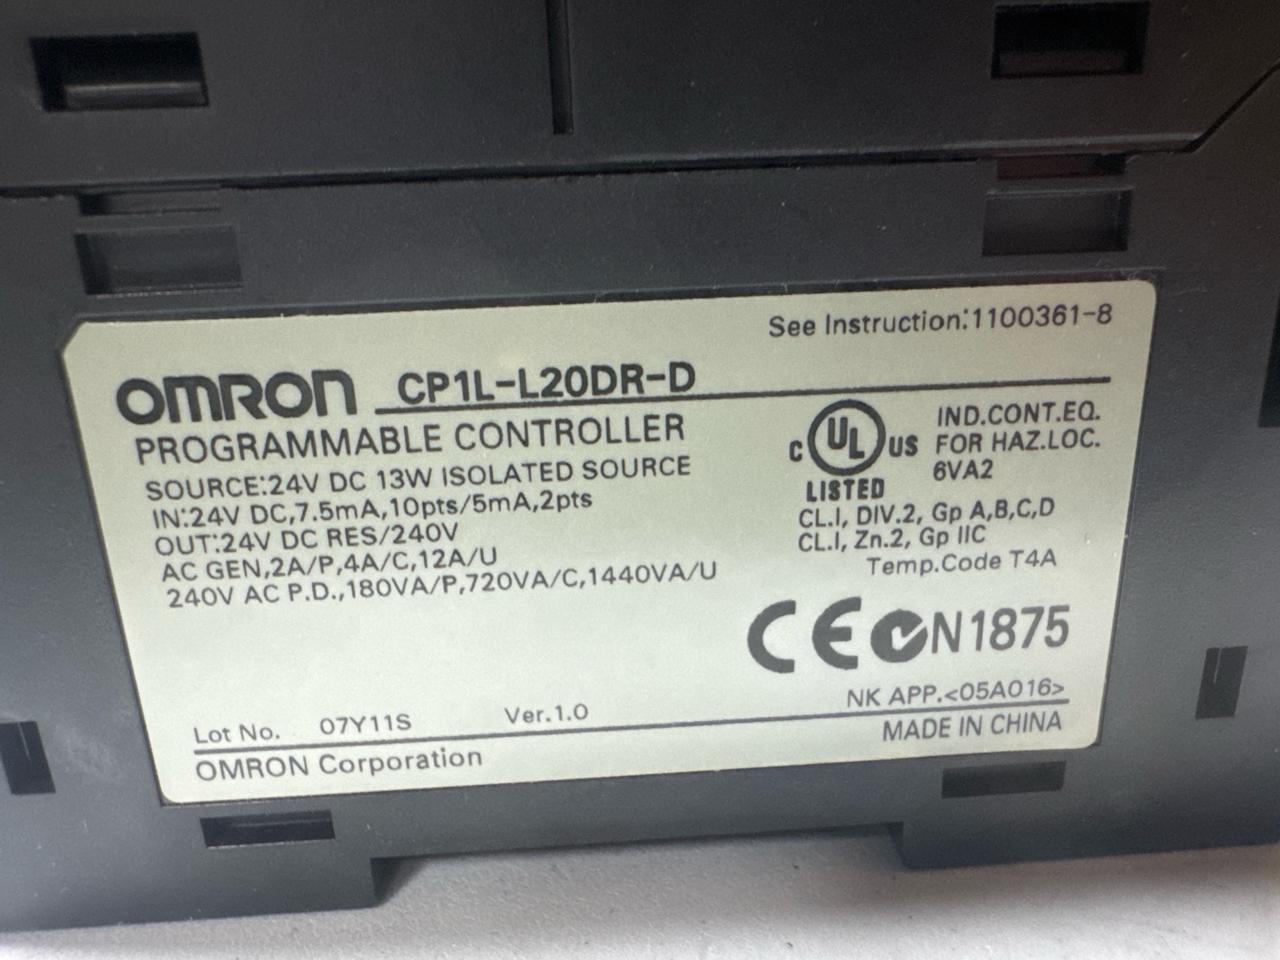 See Instruction:1100361-8
OMRON CP1L-L20DR-D
PROGRAMMABLE CONTROLLER
SOURCE:24V DC 13W ISOLATED SOURCE
IN:24V DC,7.5mA,10pts/5mA,2pts
OUT:24V DC RES/240V
AC GEN,2A/P,4A/C,12A/U
240V AC P.D.,180VA/P,720VA/C,1440VA/U
C UL US
LISTED
IND.CONT.EQ.
FOR HAZ.LOC.
6VA2
CL.I, DIV.2, Gp A,B,C,D
CL.I, Zn.2, Gp IIC
Temp.Code T4A
CE N1875
NK APP.<05A016>
Lot No. 07Y11S Ver.1.0
OMRON Corporation
MADE IN CHINA